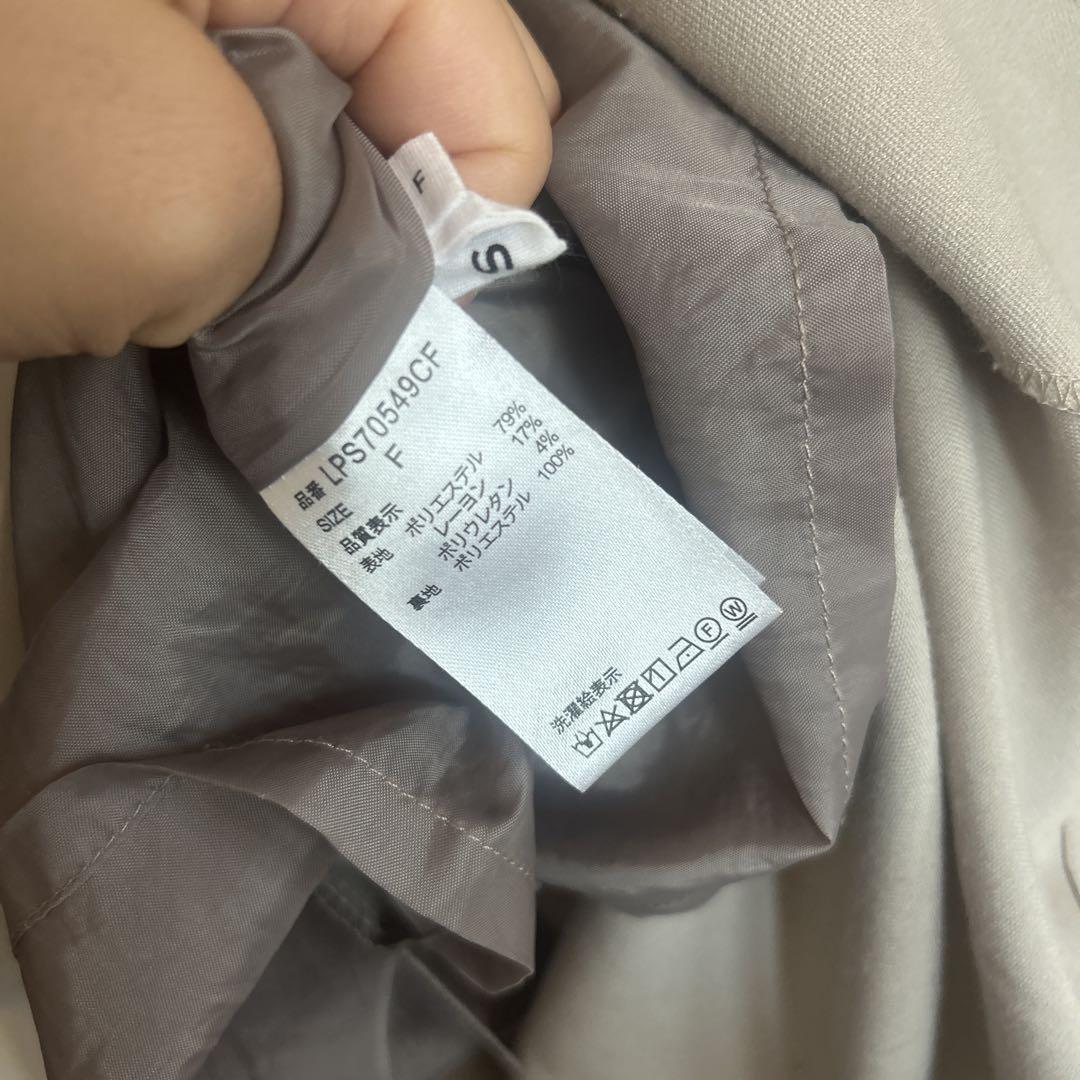 F
S
品番 LPS70549CF
SIZE F
品質表示
表地 ポリエステル 79%
レーヨン 17%
ポリウレタン 4%
裏地 ポリエステル 100%
洗濯絵表示
F W